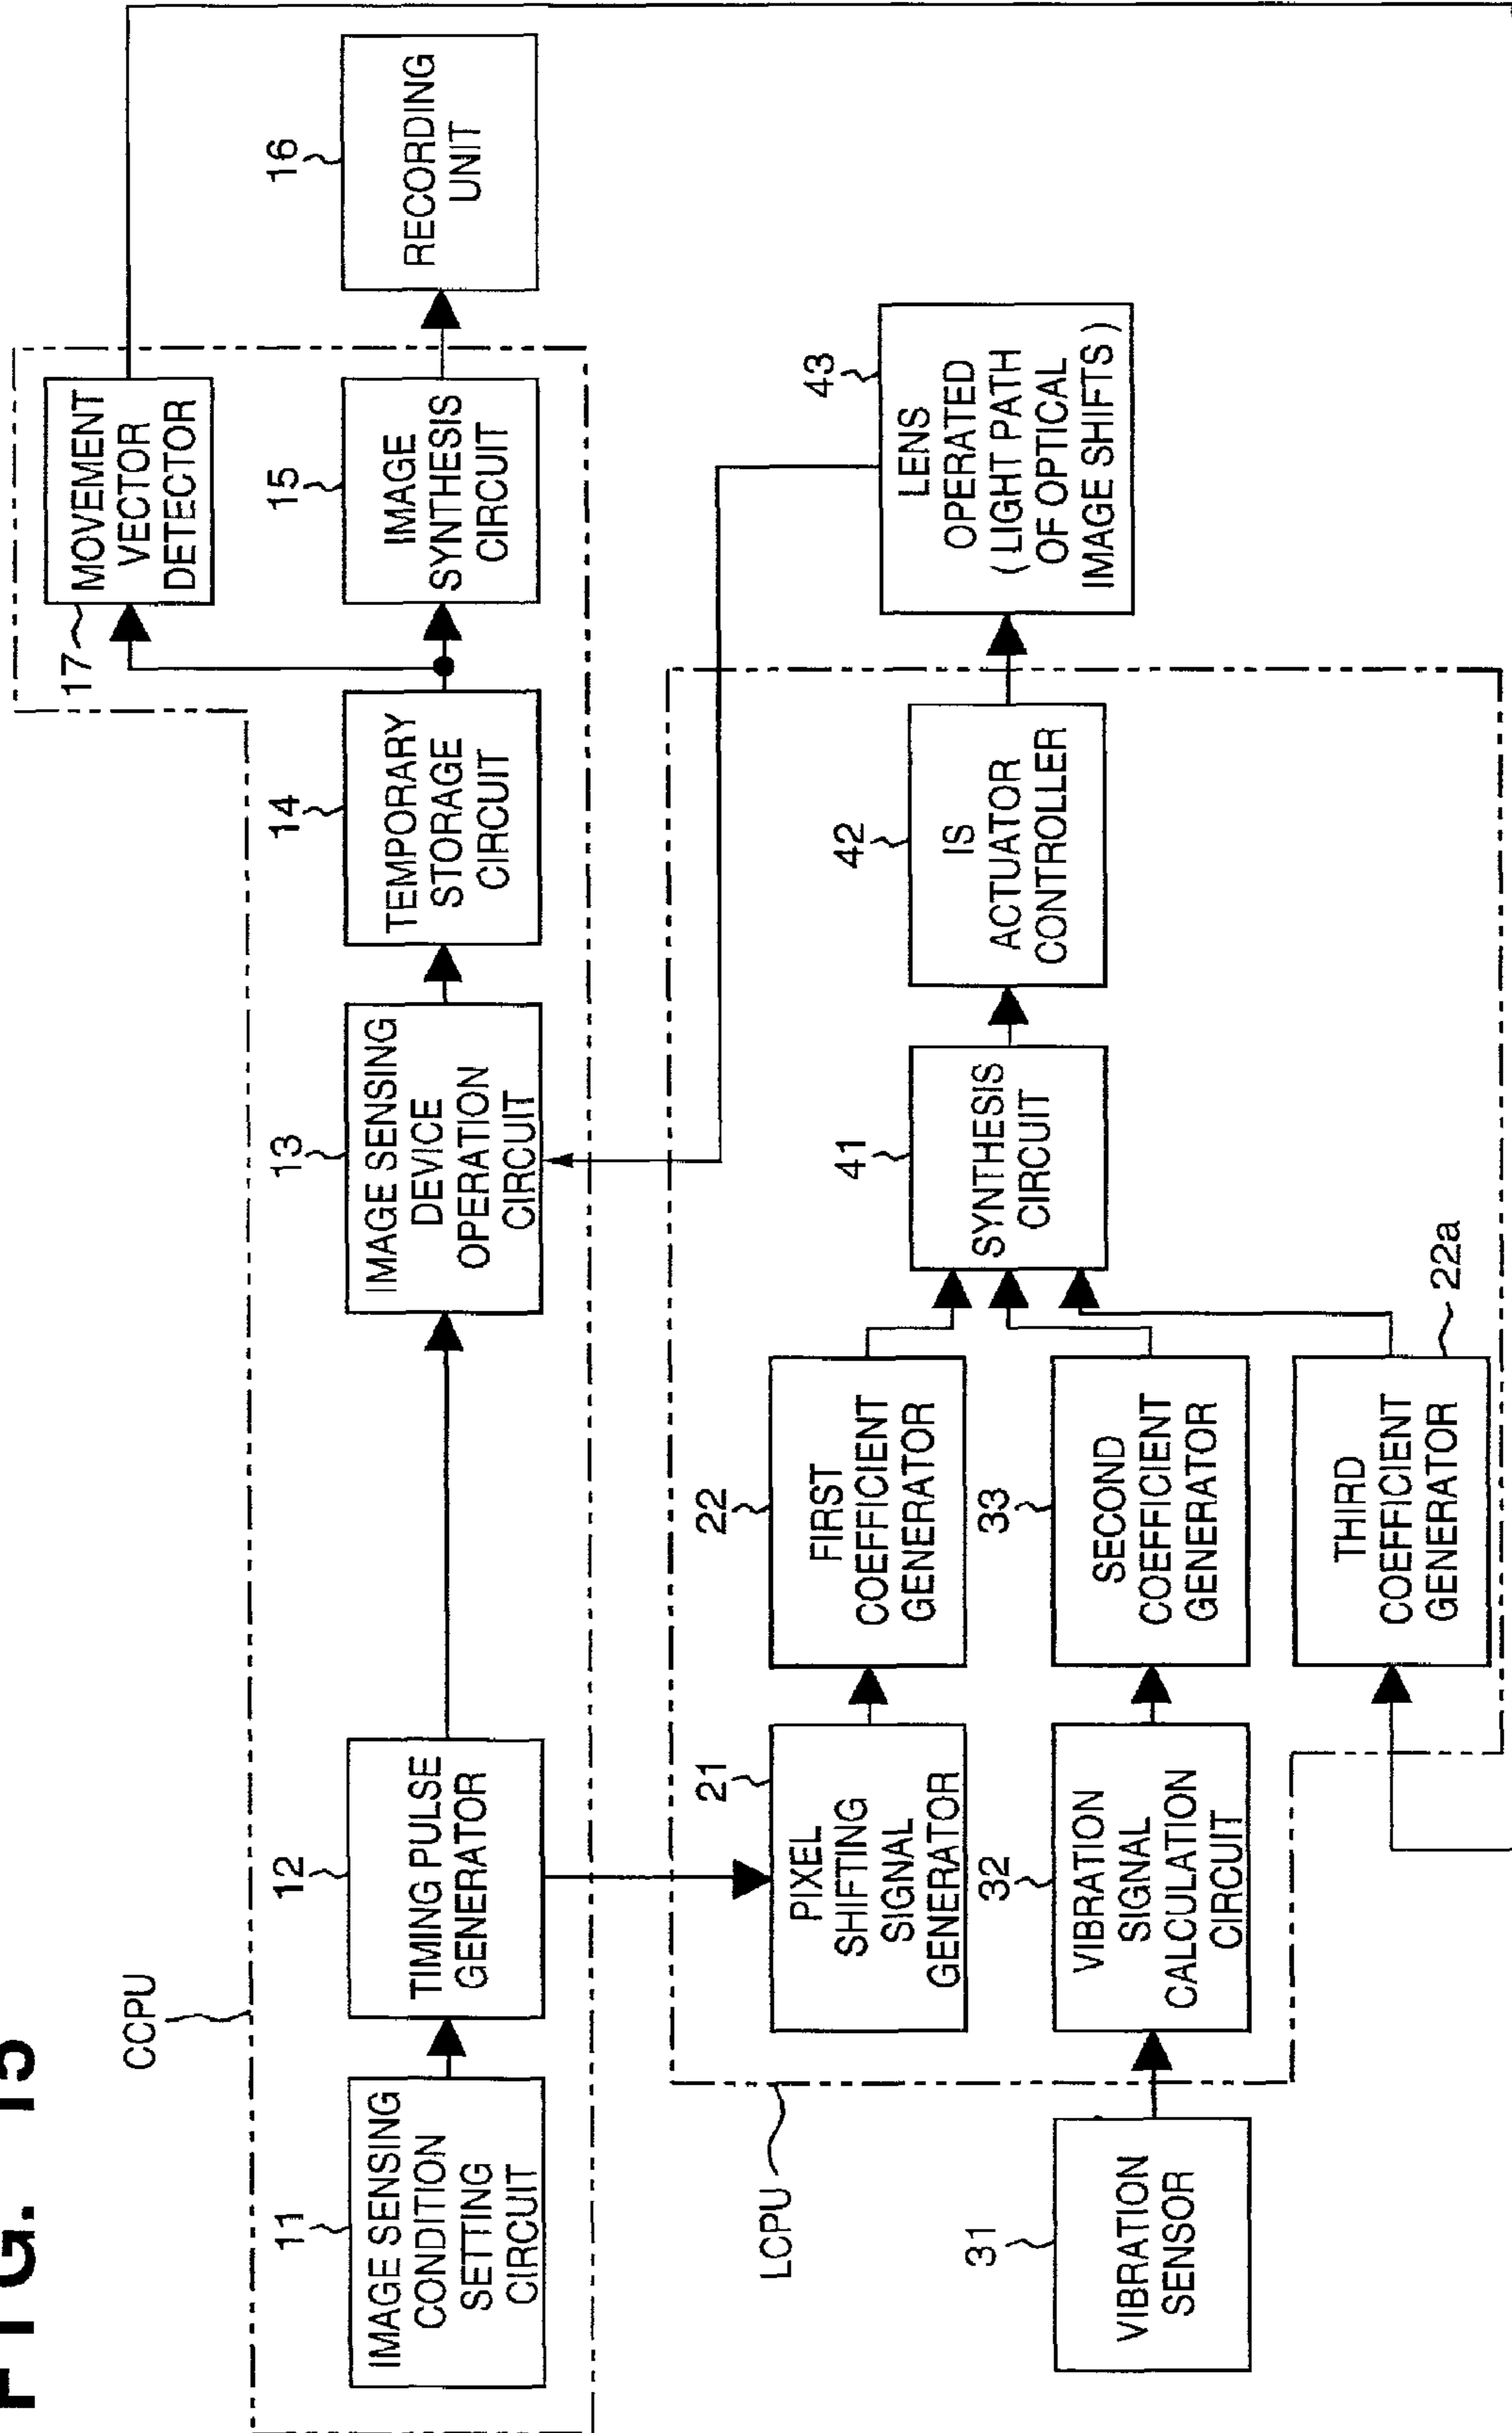 FIG. 15
CCPU
11
IMAGE SENSING
CONDITION
SETTING
CIRCUIT
12
TIMING PULSE
GENERATOR
13
IMAGE SENSING
DEVICE
OPERATION
CIRCUIT
14
TEMPORARY
STORAGE
CIRCUIT
17
MOVEMENT
VECTOR
DETECTOR
15
IMAGE
SYNTHESIS
CIRCUIT
16
RECORDING
UNIT
LCPU
21
PIXEL
SHIFTING
SIGNAL
GENERATOR
22
FIRST
COEFFICIENT
GENERATOR
31
VIBRATION
SENSOR
32
VIBRATION
SIGNAL
CALCULATION
CIRCUIT
33
SECOND
COEFFICIENT
GENERATOR
THIRD
COEFFICIENT
GENERATOR
22a
41
SYNTHESIS
CIRCUIT
42
IS
ACTUATOR
CONTROLLER
43
LENS
OPERATED
( LIGHT PATH
OF OPTICAL
IMAGE SHIFTS )